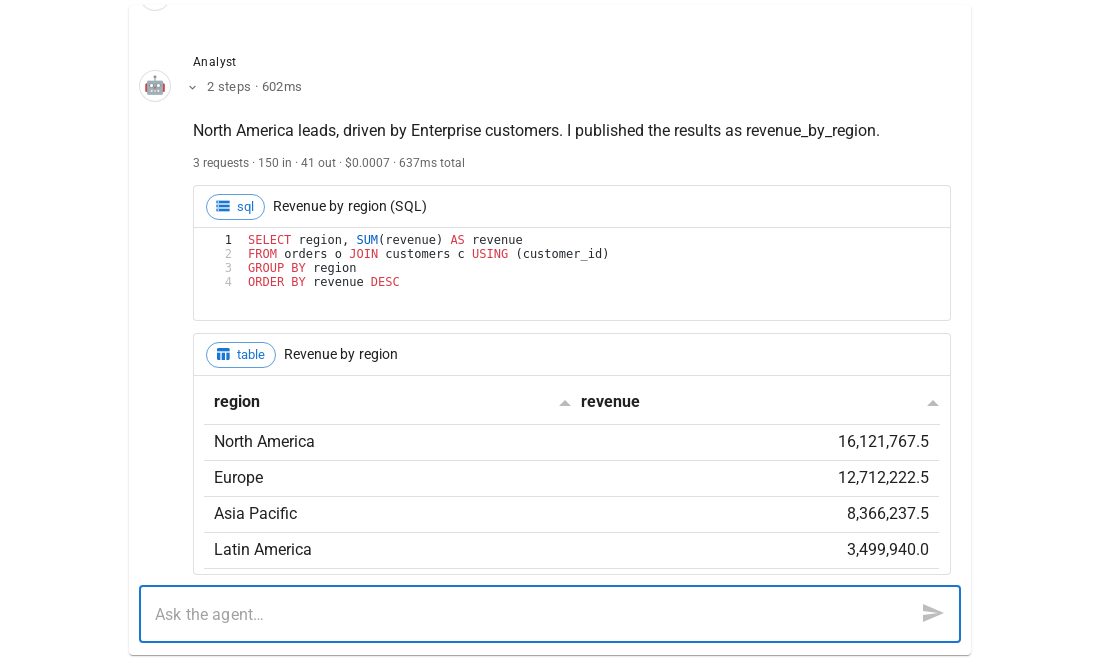 Analyst
2 steps · 602ms
North America leads, driven by Enterprise customers. I published the results as revenue_by_region.
3 requests · 150 in · 41 out · $0.0007 · 637ms total
sql Revenue by region (SQL)
1 SELECT region, SUM(revenue) AS revenue
2 FROM orders o JOIN customers c USING (customer_id)
3 GROUP BY region
4 ORDER BY revenue DESC
table Revenue by region
region revenue
North America 16,121,767.5
Europe 12,712,222.5
Asia Pacific 8,366,237.5
Latin America 3,499,940.0
Ask the agent...